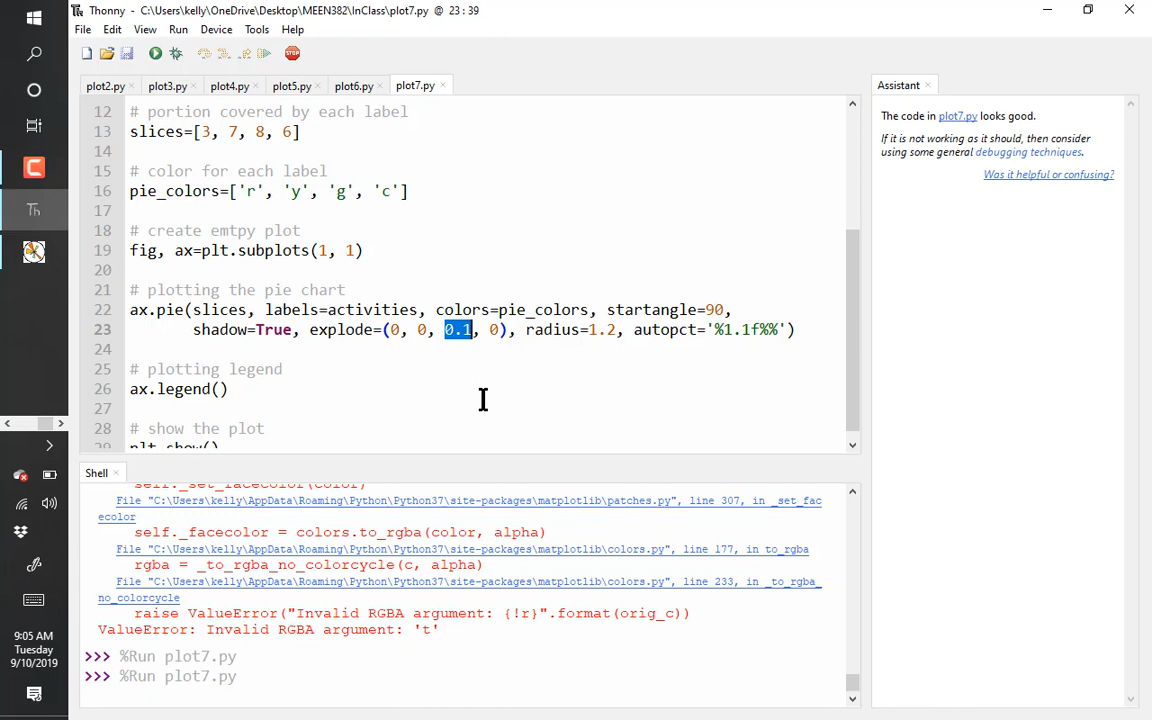 Thonny - C:\Users\kelly\OneDrive\Desktop\MEEN382\InClass\plot7.py @ 23 : 39
File Edit View Run Device Tools Help
STOP
plot2.py × plot3.py × plot4.py × plot5.py × plot6.py × plot7.py ×
12 # portion covered by each label
13 slices=[3, 7, 8, 6]
14
15 # color for each label
16 pie_colors=['r', 'y', 'g', 'c']
17
18 # create emtpy plot
19 fig, ax=plt.subplots(1, 1)
20
21 # plotting the pie chart
22 ax.pie(slices, labels=activities, colors=pie_colors, startangle=90,
23 shadow=True, explode=(0, 0, 0.1, 0), radius=1.2, autopct='%1.1f%%')
24
25 # plotting legend
26 ax.legend()
27
28 # show the plot
29 plt.show()
Assistant ×
The code in plot7.py looks good.
If it is not working as it should, then consider
using some general debugging techniques.
Was it helpful or confusing?
Shell ×
self._set_facecolor(color)
File "C:\Users\kelly\AppData\Roaming\Python\Python37\site-packages\matplotlib\patches.py", line 307, in _set_fac
ecolor
self._facecolor = colors.to_rgba(color, alpha)
File "C:\Users\kelly\AppData\Roaming\Python\Python37\site-packages\matplotlib\colors.py", line 177, in to_rgba
rgba = _to_rgba_no_colorcycle(c, alpha)
File "C:\Users\kelly\AppData\Roaming\Python\Python37\site-packages\matplotlib\colors.py", line 233, in _to_rgba_
no_colorcycle
raise ValueError("Invalid RGBA argument: {!r}".format(orig_c))
ValueError: Invalid RGBA argument: 't'
>>> %Run plot7.py
>>> %Run plot7.py
Th
9:05 AM
Tuesday
9/10/2019